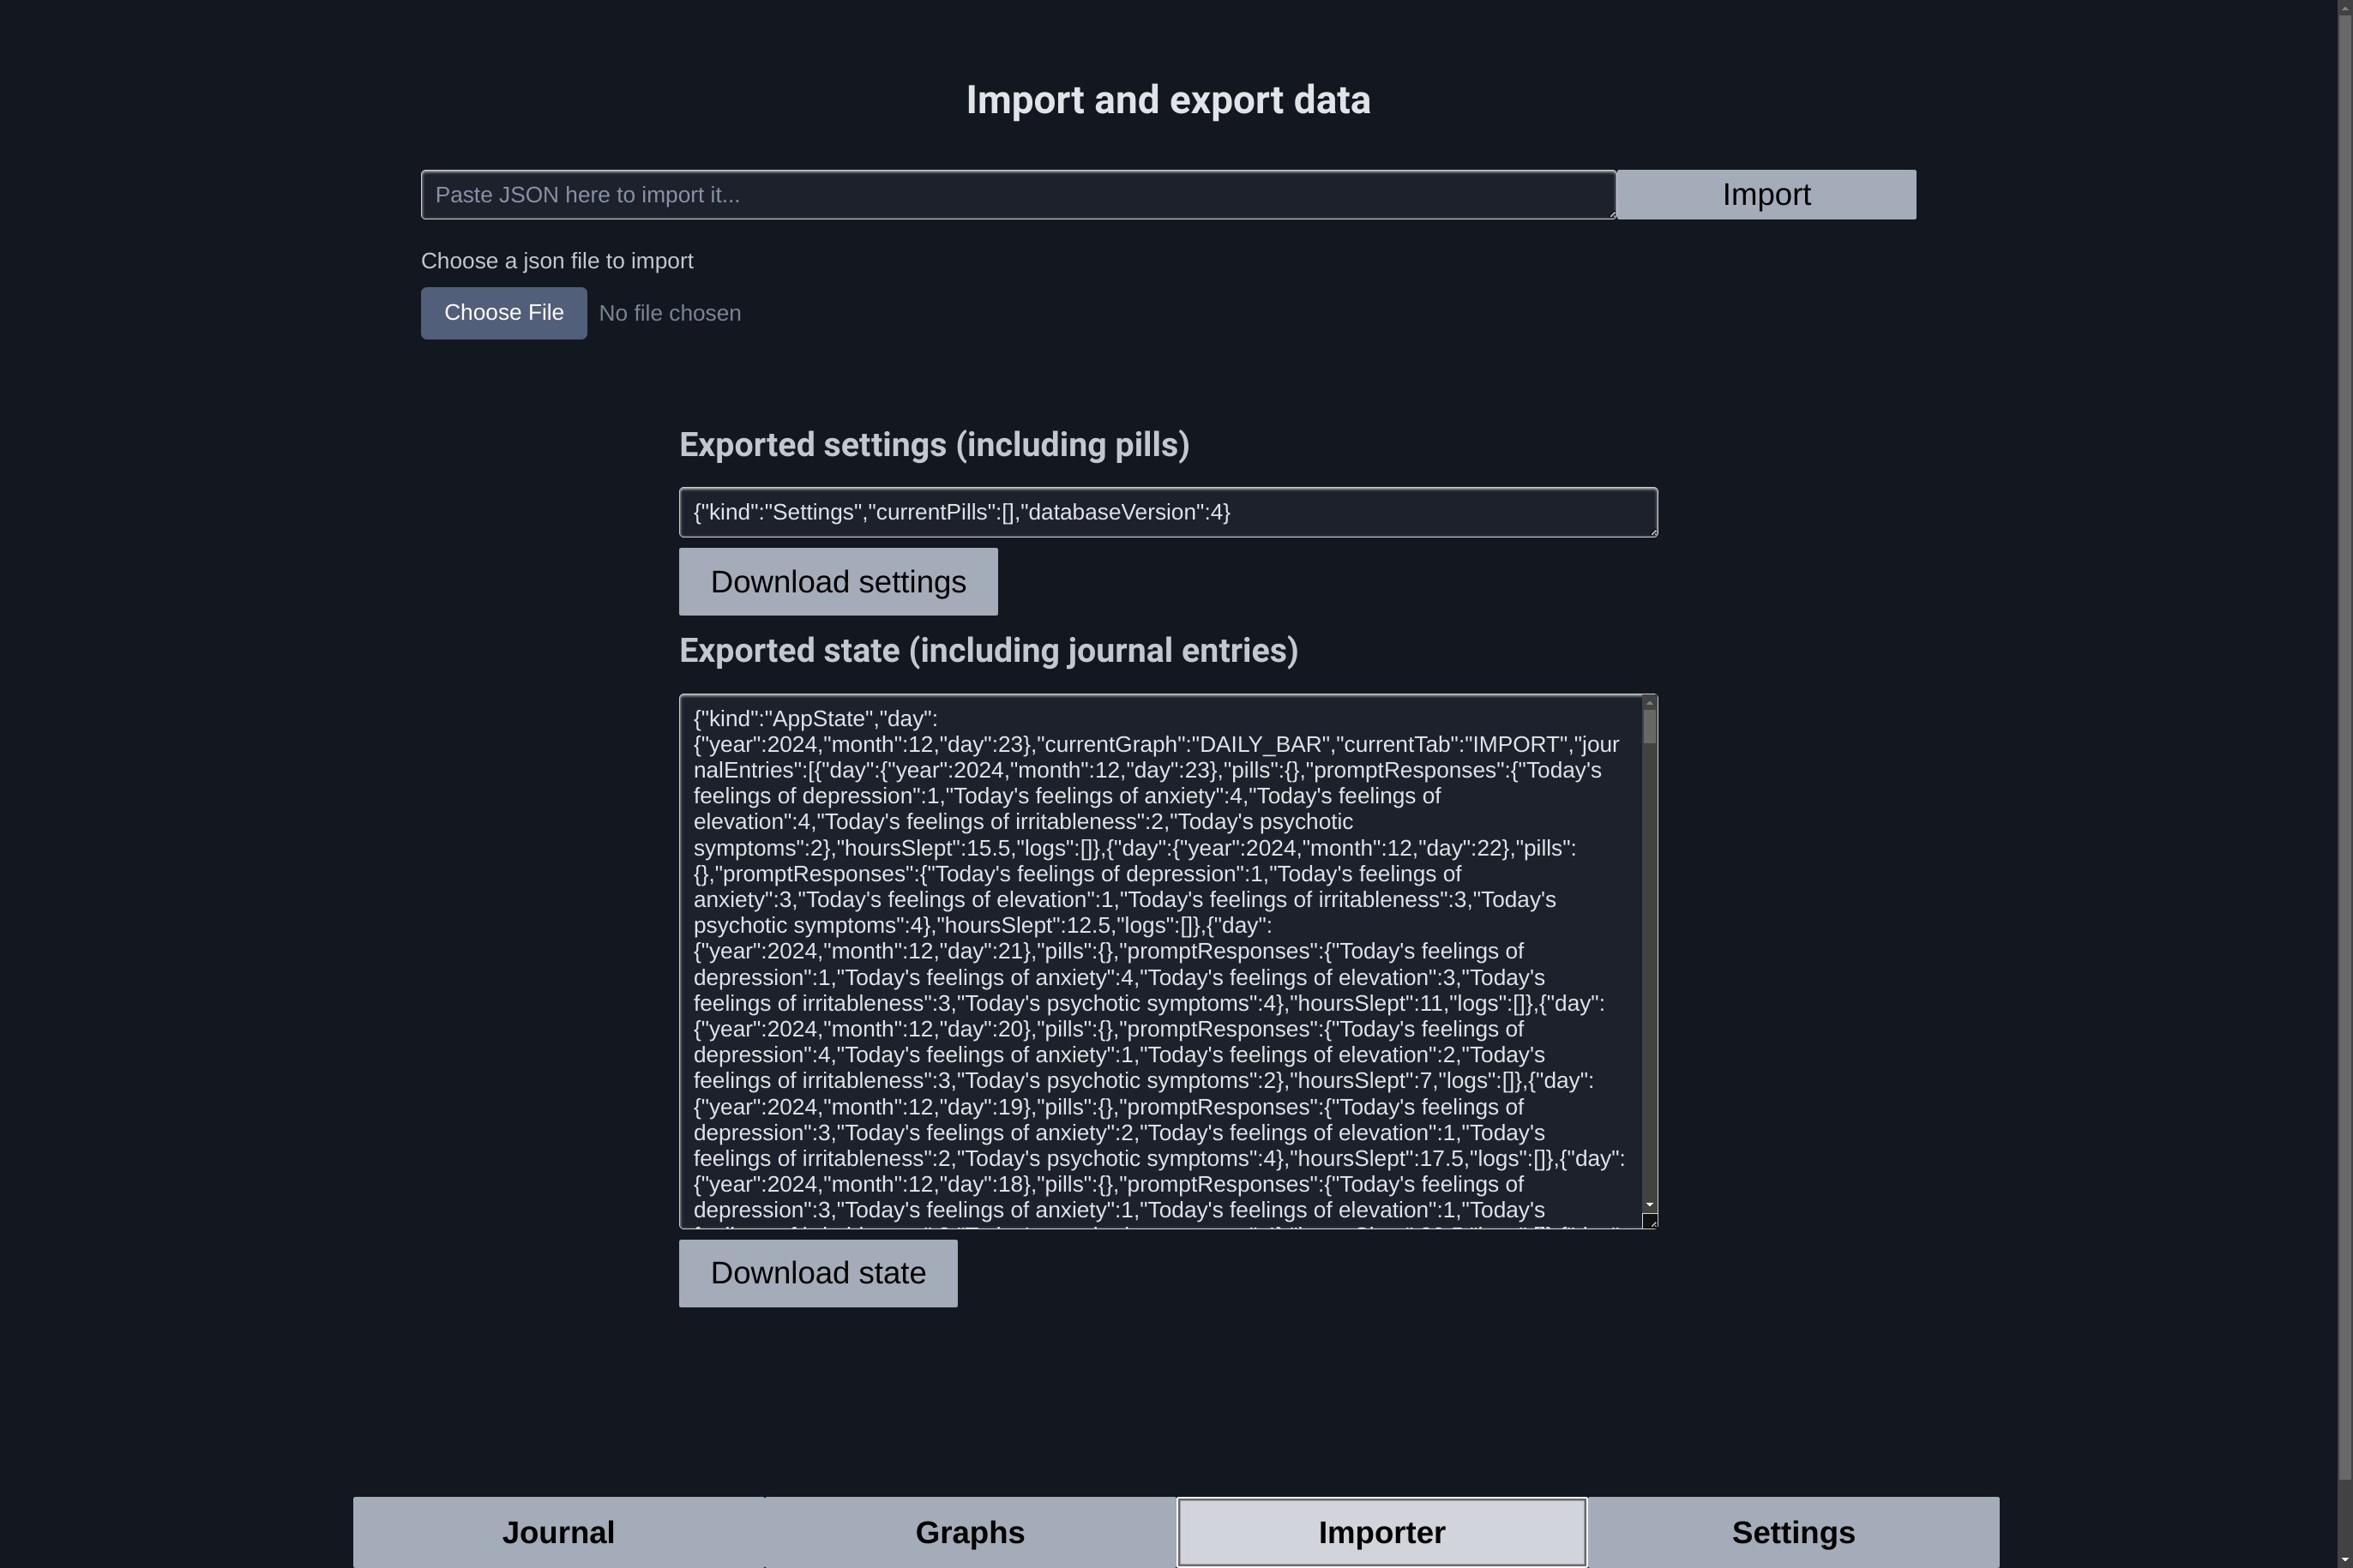 Import and export data
Paste JSON here to import it...
Import
Choose a json file to import
Choose File
No file chosen
Exported settings (including pills)
{"kind":"Settings","currentPills":[],"databaseVersion":4}
Download settings
Exported state (including journal entries)
{"kind":"AppState","day":
{"year":2024,"month":12,"day":23},"currentGraph":"DAILY_BAR","currentTab":"IMPORT","jour
nalEntries":[{"day":{"year":2024,"month":12,"day":23},"pills":{},"promptResponses":{"Today's
feelings of depression":1,"Today's feelings of anxiety":4,"Today's feelings of
elevation":4,"Today's feelings of irritableness":2,"Today's psychotic
symptoms":2},"hoursSlept":15.5,"logs":[]},{"day":{"year":2024,"month":12,"day":22},"pills":
{},"promptResponses":{"Today's feelings of depression":1,"Today's feelings of
anxiety":3,"Today's feelings of elevation":1,"Today's feelings of irritableness":3,"Today's
psychotic symptoms":4},"hoursSlept":12.5,"logs":[]},{"day":
{"year":2024,"month":12,"day":21},"pills":{},"promptResponses":{"Today's feelings of
depression":1,"Today's feelings of anxiety":4,"Today's feelings of elevation":3,"Today's
feelings of irritableness":3,"Today's psychotic symptoms":4},"hoursSlept":11,"logs":[]},{"day":
{"year":2024,"month":12,"day":20},"pills":{},"promptResponses":{"Today's feelings of
depression":4,"Today's feelings of anxiety":1,"Today's feelings of elevation":2,"Today's
feelings of irritableness":3,"Today's psychotic symptoms":2},"hoursSlept":7,"logs":[]},{"day":
{"year":2024,"month":12,"day":19},"pills":{},"promptResponses":{"Today's feelings of
depression":3,"Today's feelings of anxiety":2,"Today's feelings of elevation":1,"Today's
feelings of irritableness":2,"Today's psychotic symptoms":4},"hoursSlept":17.5,"logs":[]},{"day":
{"year":2024,"month":12,"day":18},"pills":{},"promptResponses":{"Today's feelings of
depression":3,"Today's feelings of anxiety":1,"Today's feelings of elevation":1,"Today's
Download state
Journal
Graphs
Importer
Settings